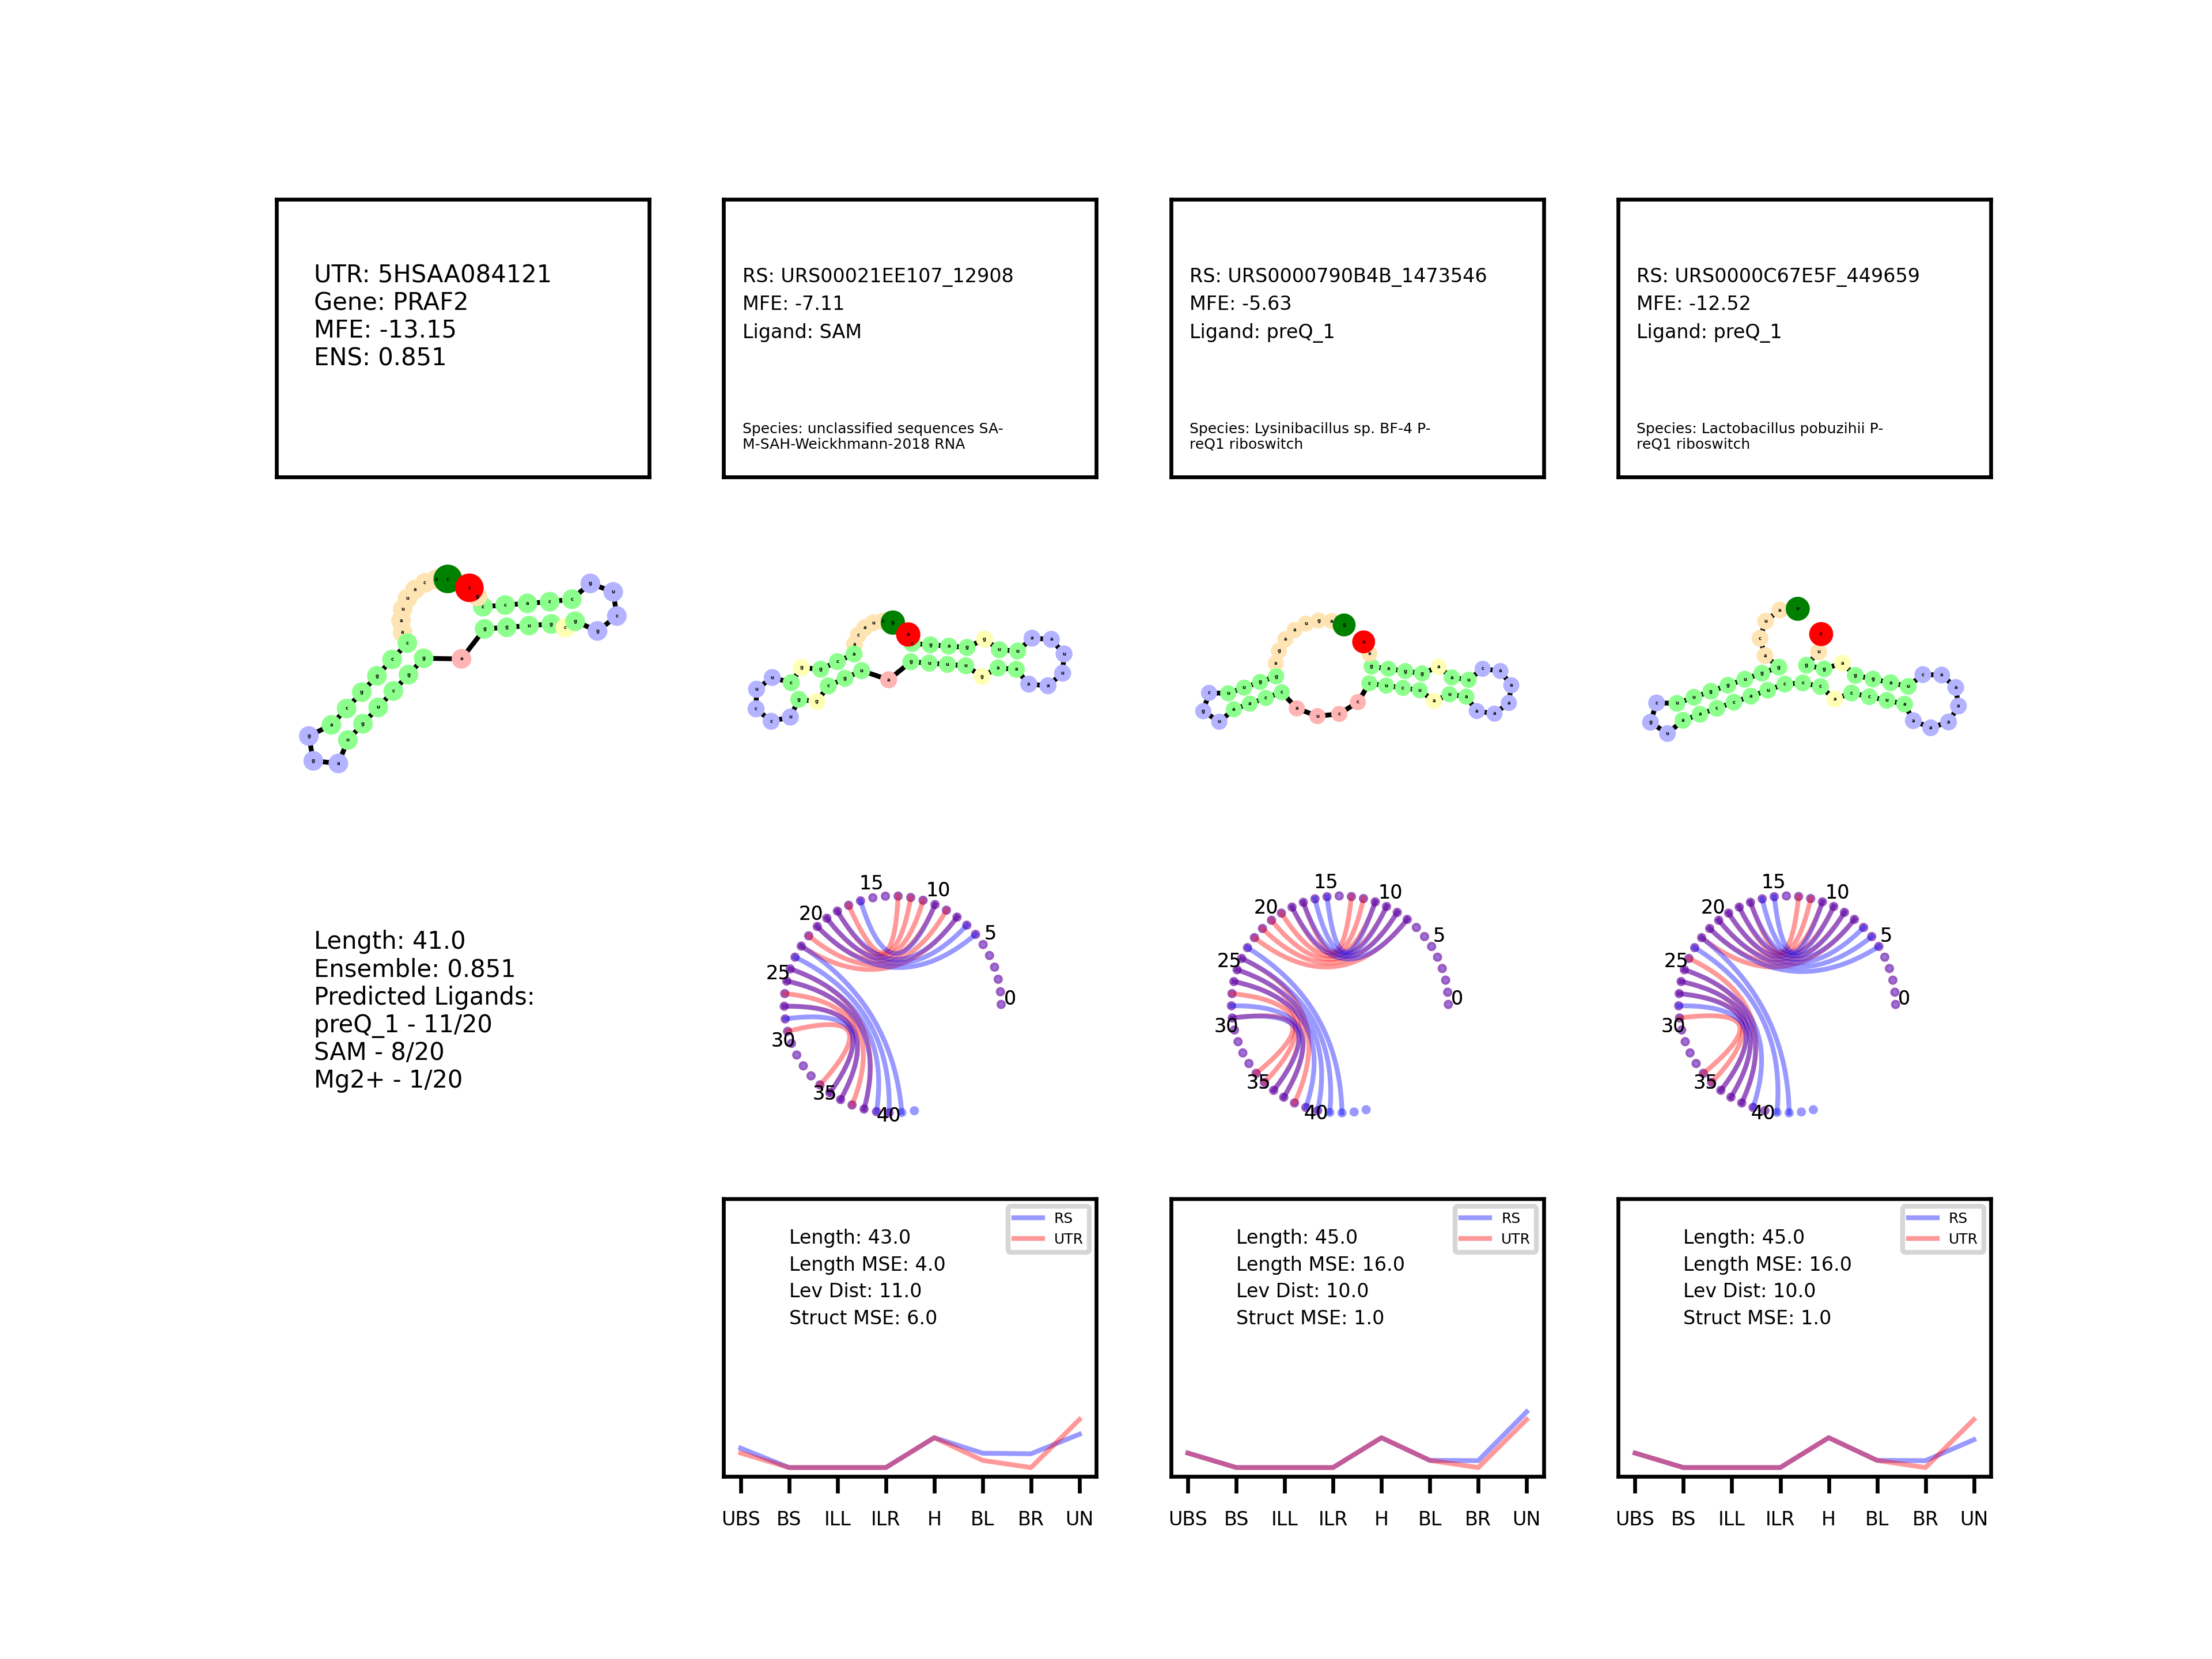 UTR: 5HSAA084121
Gene: PRAF2
MFE: -13.15
ENS: 0.851
RS: URS00021EE107_12908
MFE: -7.11
Ligand: SAM
Species: unclassified sequences SA-
M-SAH-Weickhmann-2018 RNA
RS: URS0000790B4B_1473546
MFE: -5.63
Ligand: preQ_1
Species: Lysinibacillus sp. BF-4 P-
reQ1 riboswitch
RS: URS0000C67E5F_449659
MFE: -12.52
Ligand: preQ_1
Species: Lactobacillus pobuzihii P-
reQ1 riboswitch
Length: 41.0
Ensemble: 0.851
Predicted Ligands:
preQ_1 - 11/20
SAM - 8/20
Mg2+ - 1/20
0
5
10
15
20
25
30
35
40
0
5
10
15
20
25
30
35
40
0
5
10
15
20
25
30
35
40
RS
UTR
Length: 43.0
Length MSE: 4.0
Lev Dist: 11.0
Struct MSE: 6.0
UBS BS ILL ILR H BL BR UN
RS
UTR
Length: 45.0
Length MSE: 16.0
Lev Dist: 10.0
Struct MSE: 1.0
UBS BS ILL ILR H BL BR UN
RS
UTR
Length: 45.0
Length MSE: 16.0
Lev Dist: 10.0
Struct MSE: 1.0
UBS BS ILL ILR H BL BR UN